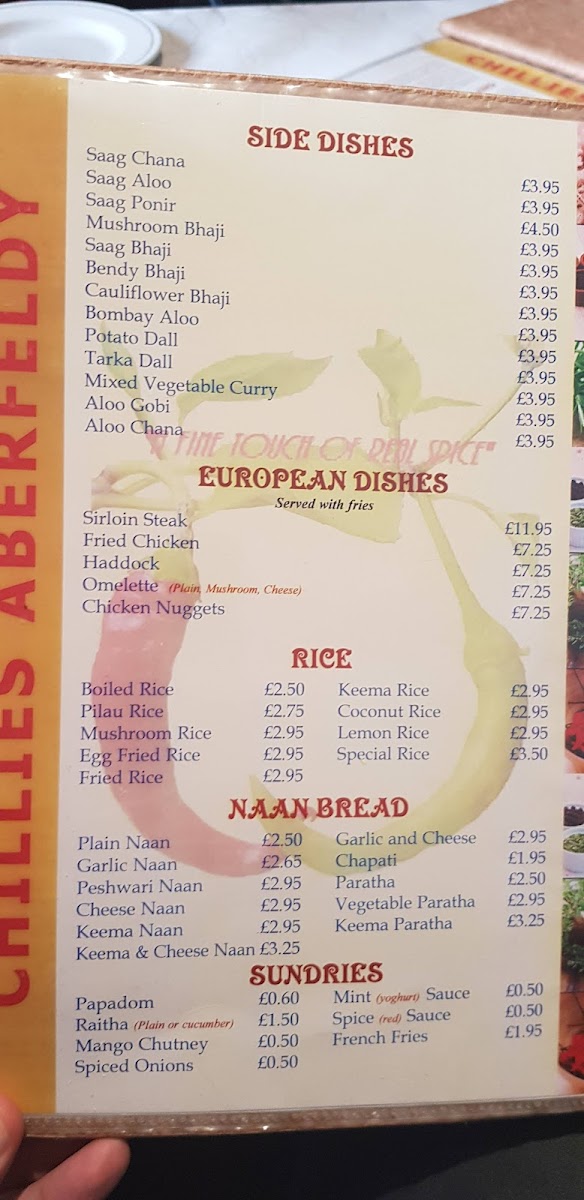 CHILLIES
CHILLIES ABERFELDY
SIDE DISHES
Saag Chana £3.95
Saag Aloo £3.95
Saag Ponir £4.50
Mushroom Bhaji £3.95
Saag Bhaji £3.95
Bendy Bhaji £3.95
Cauliflower Bhaji £3.95
Bombay Aloo £3.95
Potato Dall £3.95
Tarka Dall £3.95
Mixed Vegetable Curry £3.95
Aloo Gobi £3.95
Aloo Chana £3.95
FINE TOUCH OF REAL SPICE"
EUROPEAN DISHES
Served with fries
Sirloin Steak £11.95
Fried Chicken £7.25
Haddock £7.25
Omelette (Plain, Mushroom, Cheese) £7.25
Chicken Nuggets £7.25
RICE
Boiled Rice £2.50 Keema Rice £2.95
Pilau Rice £2.75 Coconut Rice £2.95
Mushroom Rice £2.95 Lemon Rice £2.95
Egg Fried Rice £2.95 Special Rice £3.50
Fried Rice £2.95
NAAN BREAD
Plain Naan £2.50 Garlic and Cheese £2.95
Garlic Naan £2.65 Chapati £1.95
Peshwari Naan £2.95 Paratha £2.50
Cheese Naan £2.95 Vegetable Paratha £2.95
Keema Naan £2.95 Keema Paratha £3.25
Keema & Cheese Naan £3.25
SUNDRIES
Papadom £0.60 Mint (yoghurt) Sauce £0.50
Raitha (Plain or cucumber) £1.50 Spice (red) Sauce £0.50
Mango Chutney £0.50 French Fries £1.95
Spiced Onions £0.50